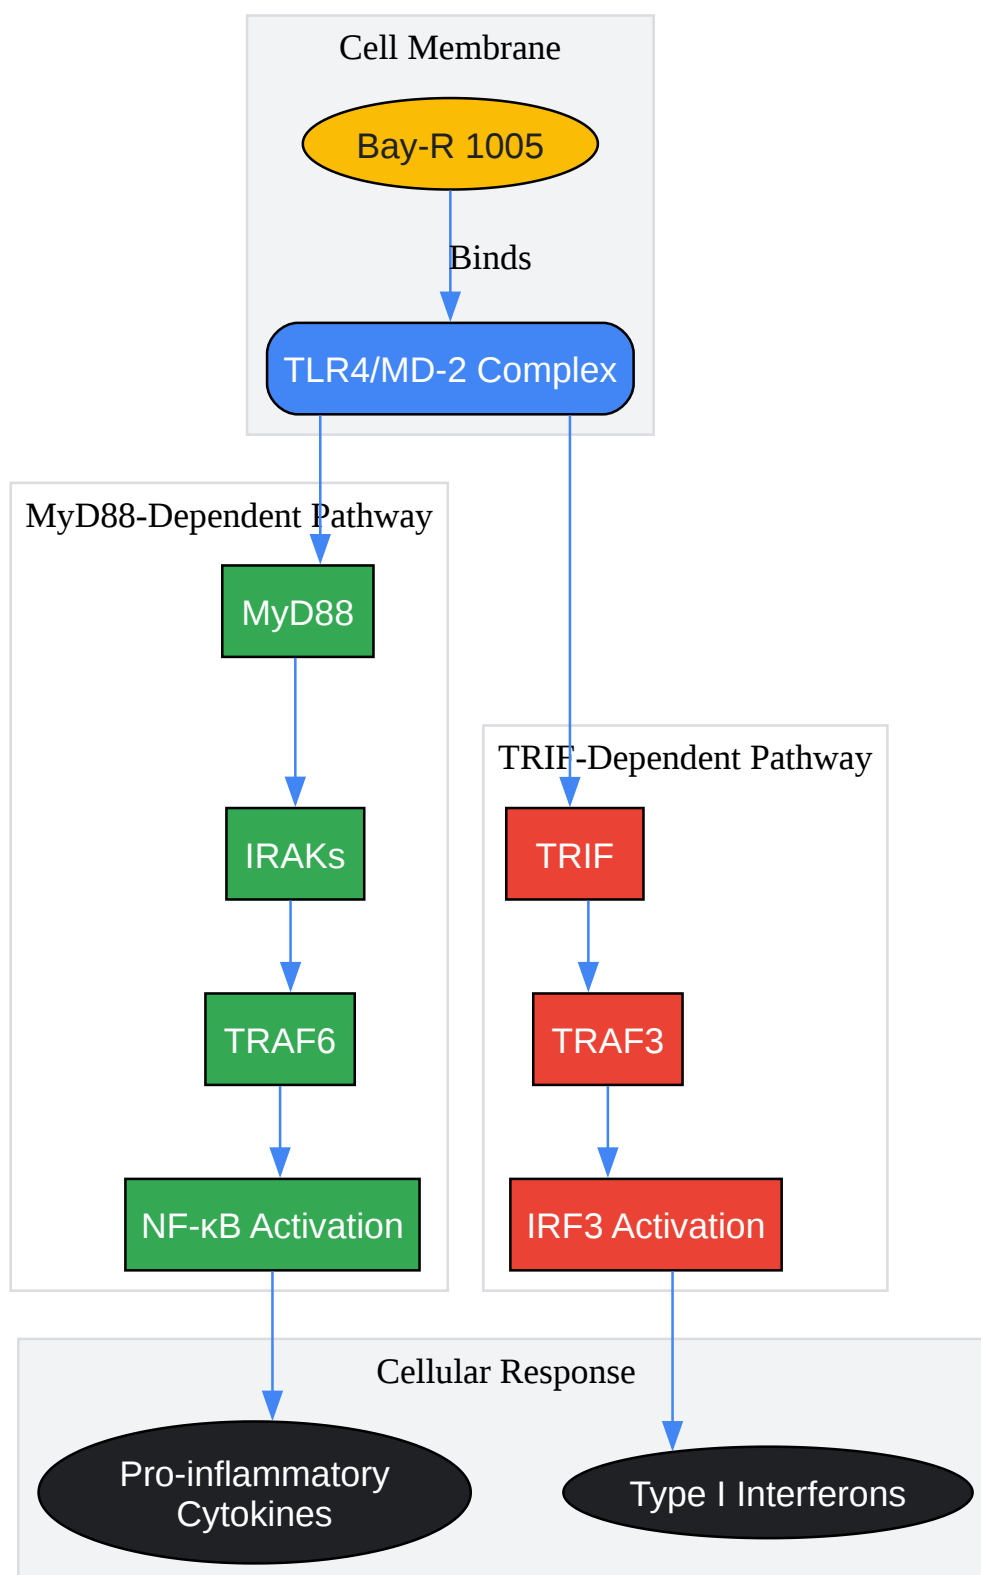 Cell Membrane
Bay-R 1005
Binds
TLR4/MD-2 Complex
MyD88-Dependent Pathway
MyD88
IRAKs
TRAF6
NF-κB Activation
TRIF-Dependent Pathway
TRIF
TRAF3
IRF3 Activation
Cellular Response
Pro-inflammatory
Cytokines
Type I Interferons